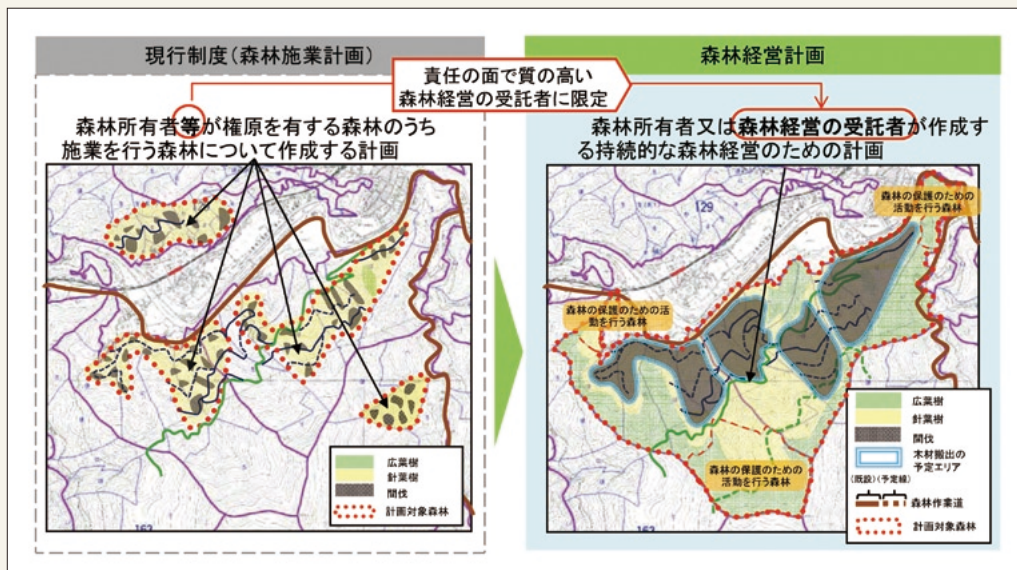 現行制度(森林施業計画)
森林経営計画
責任の面で質の高い
森林経営の受託者に限定
森林所有者等が権原を有する森林のうち
施業を行う森林について作成する計画
広葉樹
針葉樹
間伐
計画対象森林
163
森林所有者又は森林経営の受託者が作成す
る持続的な森林経営のための計画
129
森林の保護のための
活動を行う森林
森林の保護のための活
動を行う森林
森林の保護のための
活動を行う森林
広葉樹
針葉樹
間伐
木材搬出の
予定エリア
(既設)(予定線)
森林作業道
計画対象森林
163